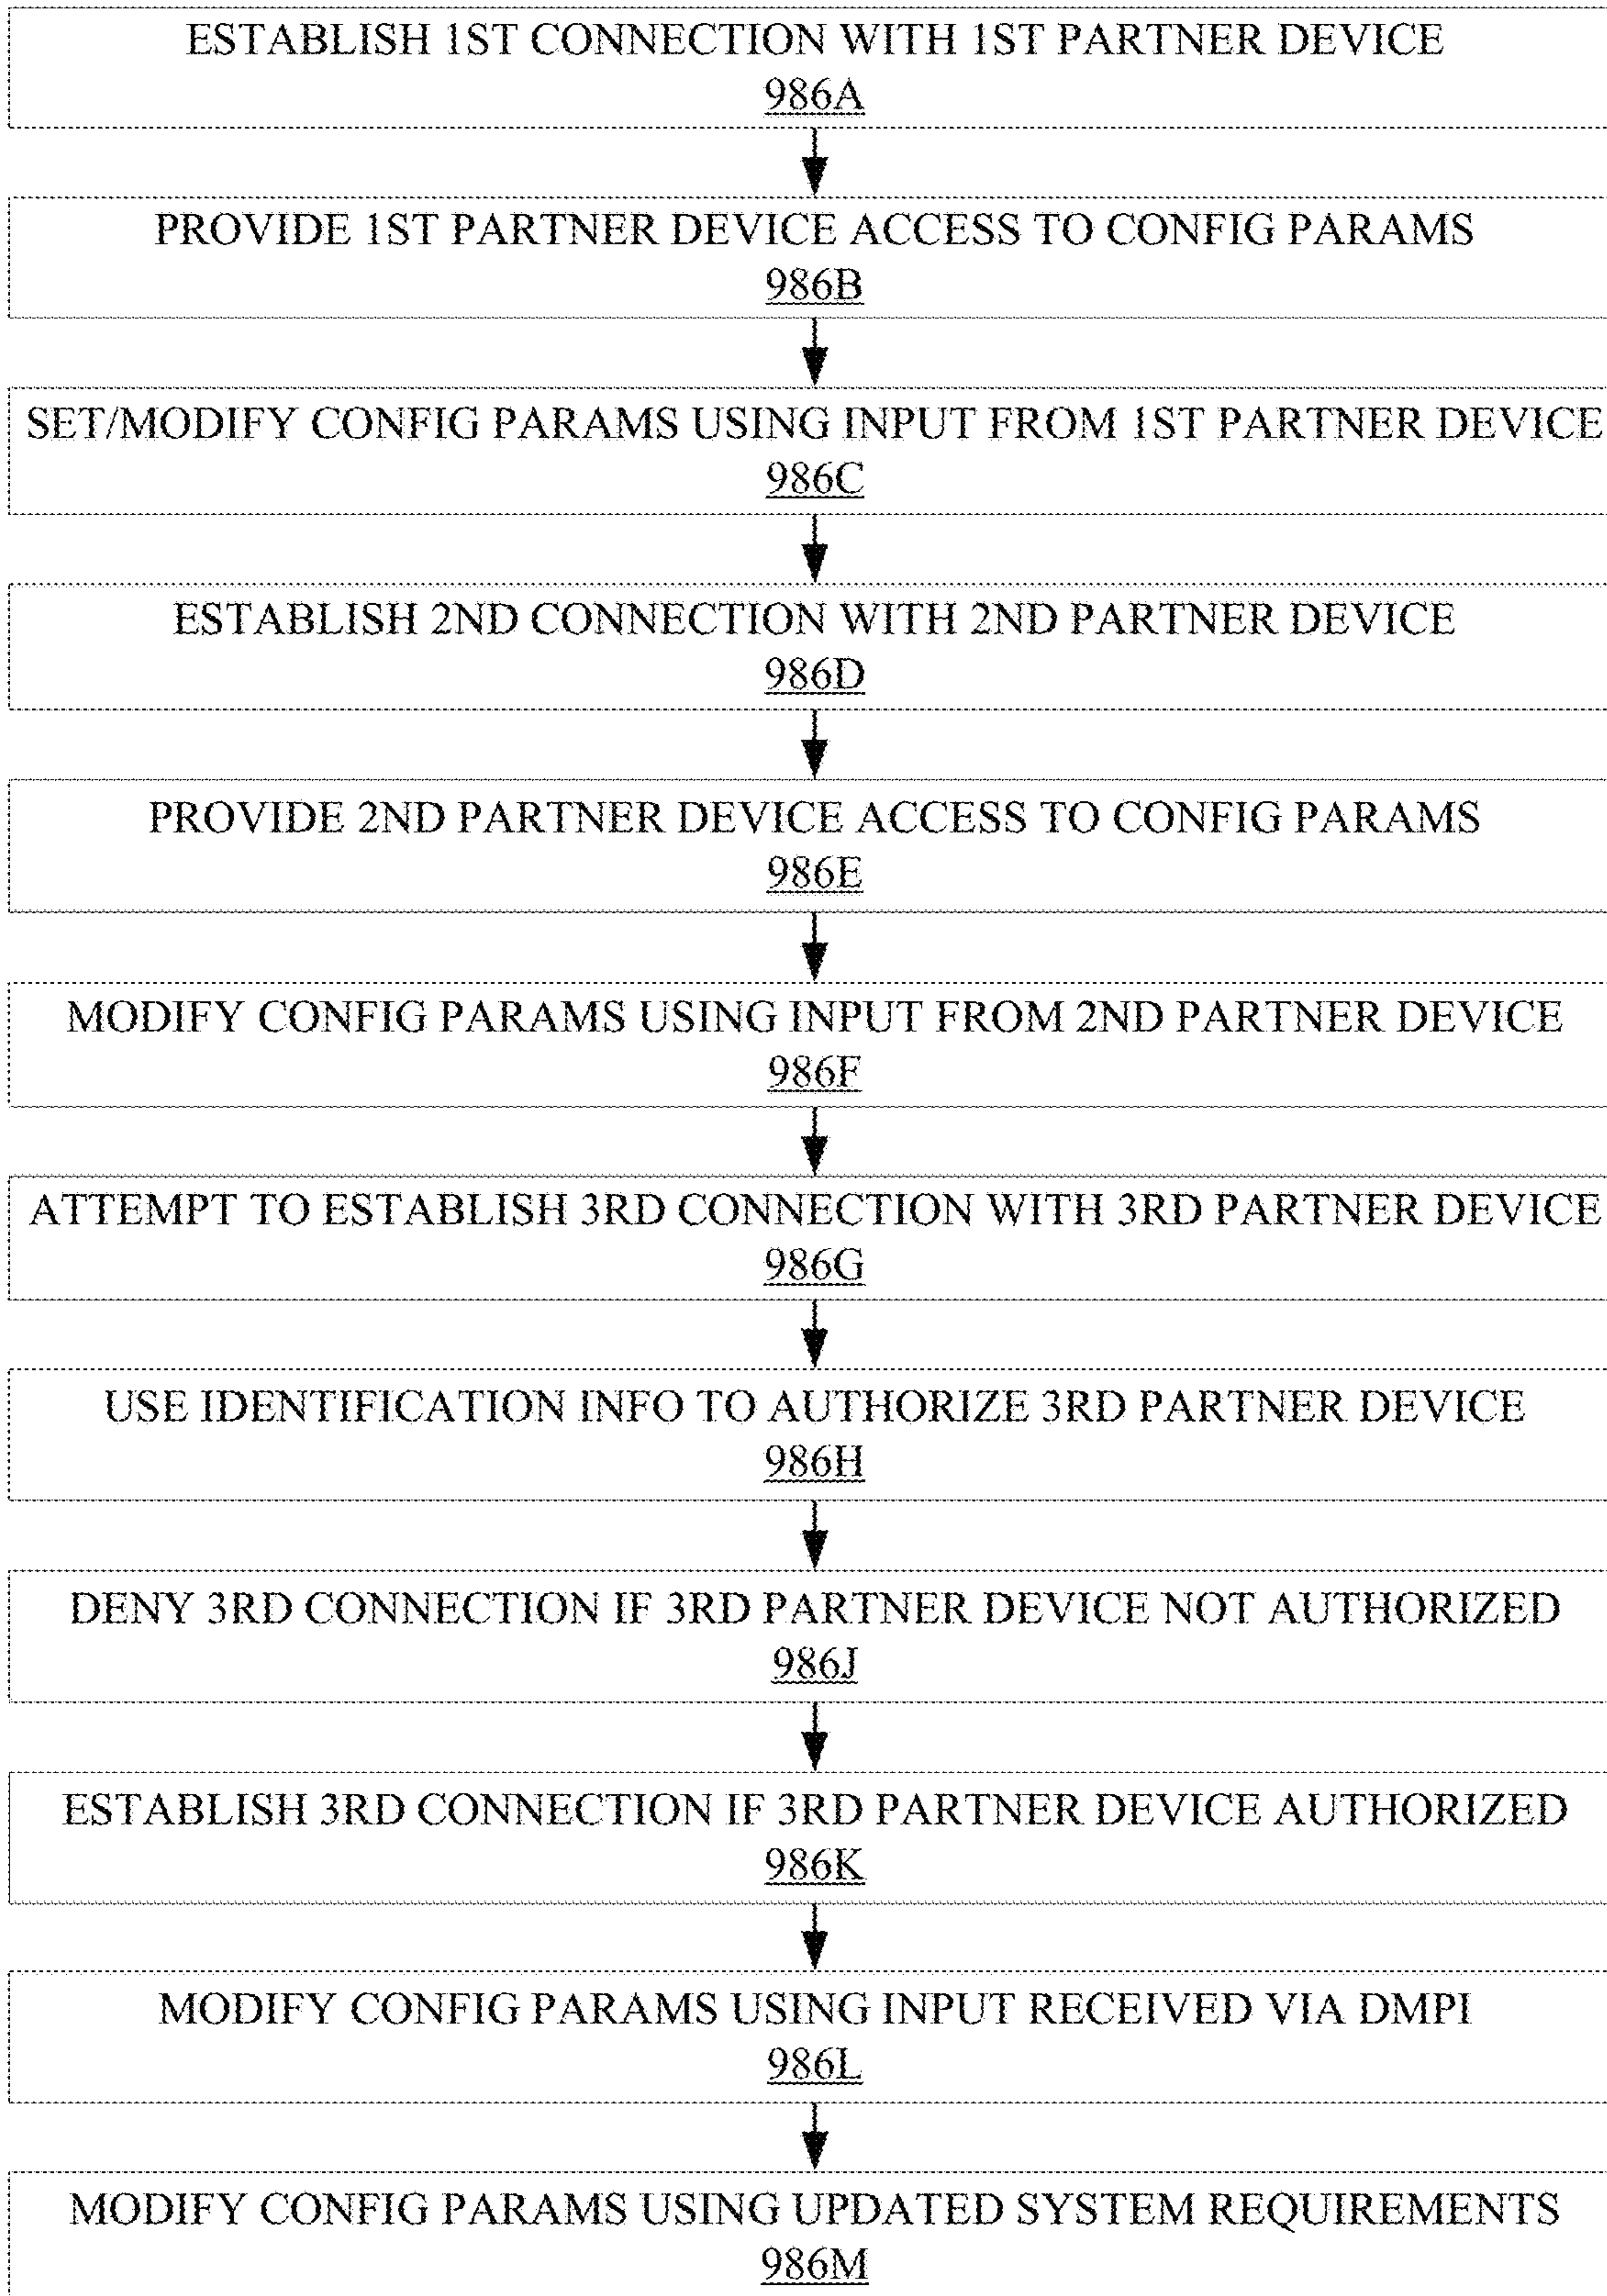 ESTABLISH 1ST CONNECTION WITH 1ST PARTNER DEVICE
986A
PROVIDE 1ST PARTNER DEVICE ACCESS TO CONFIG PARAMS
986B
SET/MODIFY CONFIG PARAMS USING INPUT FROM 1ST PARTNER DEVICE
986C
ESTABLISH 2ND CONNECTION WITH 2ND PARTNER DEVICE
986D
PROVIDE 2ND PARTNER DEVICE ACCESS TO CONFIG PARAMS
986E
MODIFY CONFIG PARAMS USING INPUT FROM 2ND PARTNER DEVICE
986F
ATTEMPT TO ESTABLISH 3RD CONNECTION WITH 3RD PARTNER DEVICE
986G
USE IDENTIFICATION INFO TO AUTHORIZE 3RD PARTNER DEVICE
986H
DENY 3RD CONNECTION IF 3RD PARTNER DEVICE NOT AUTHORIZED
986J
ESTABLISH 3RD CONNECTION IF 3RD PARTNER DEVICE AUTHORIZED
986K
MODIFY CONFIG PARAMS USING INPUT RECEIVED VIA DMPI
986L
MODIFY CONFIG PARAMS USING UPDATED SYSTEM REQUIREMENTS
986M